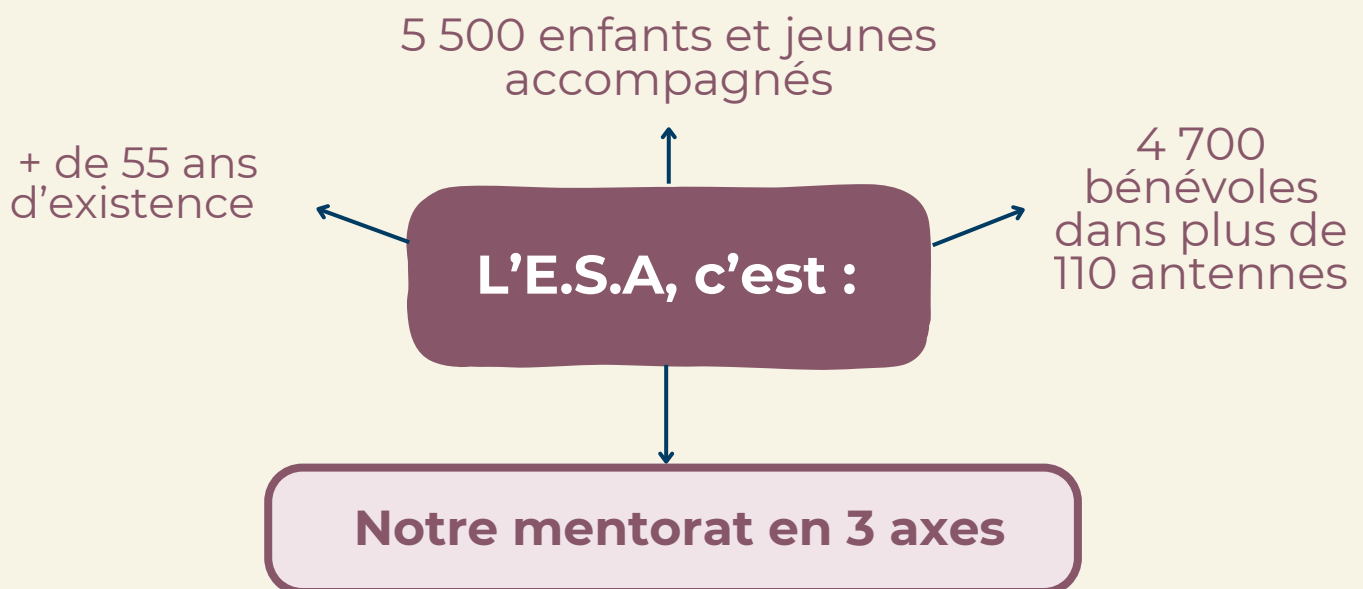 5 500 enfants et jeunes
accompagnés
+ de 55 ans
d’existence
4 700
bénévoles
dans plus de
110 antennes
L’E.S.A, c’est :
Notre mentorat en 3 axes